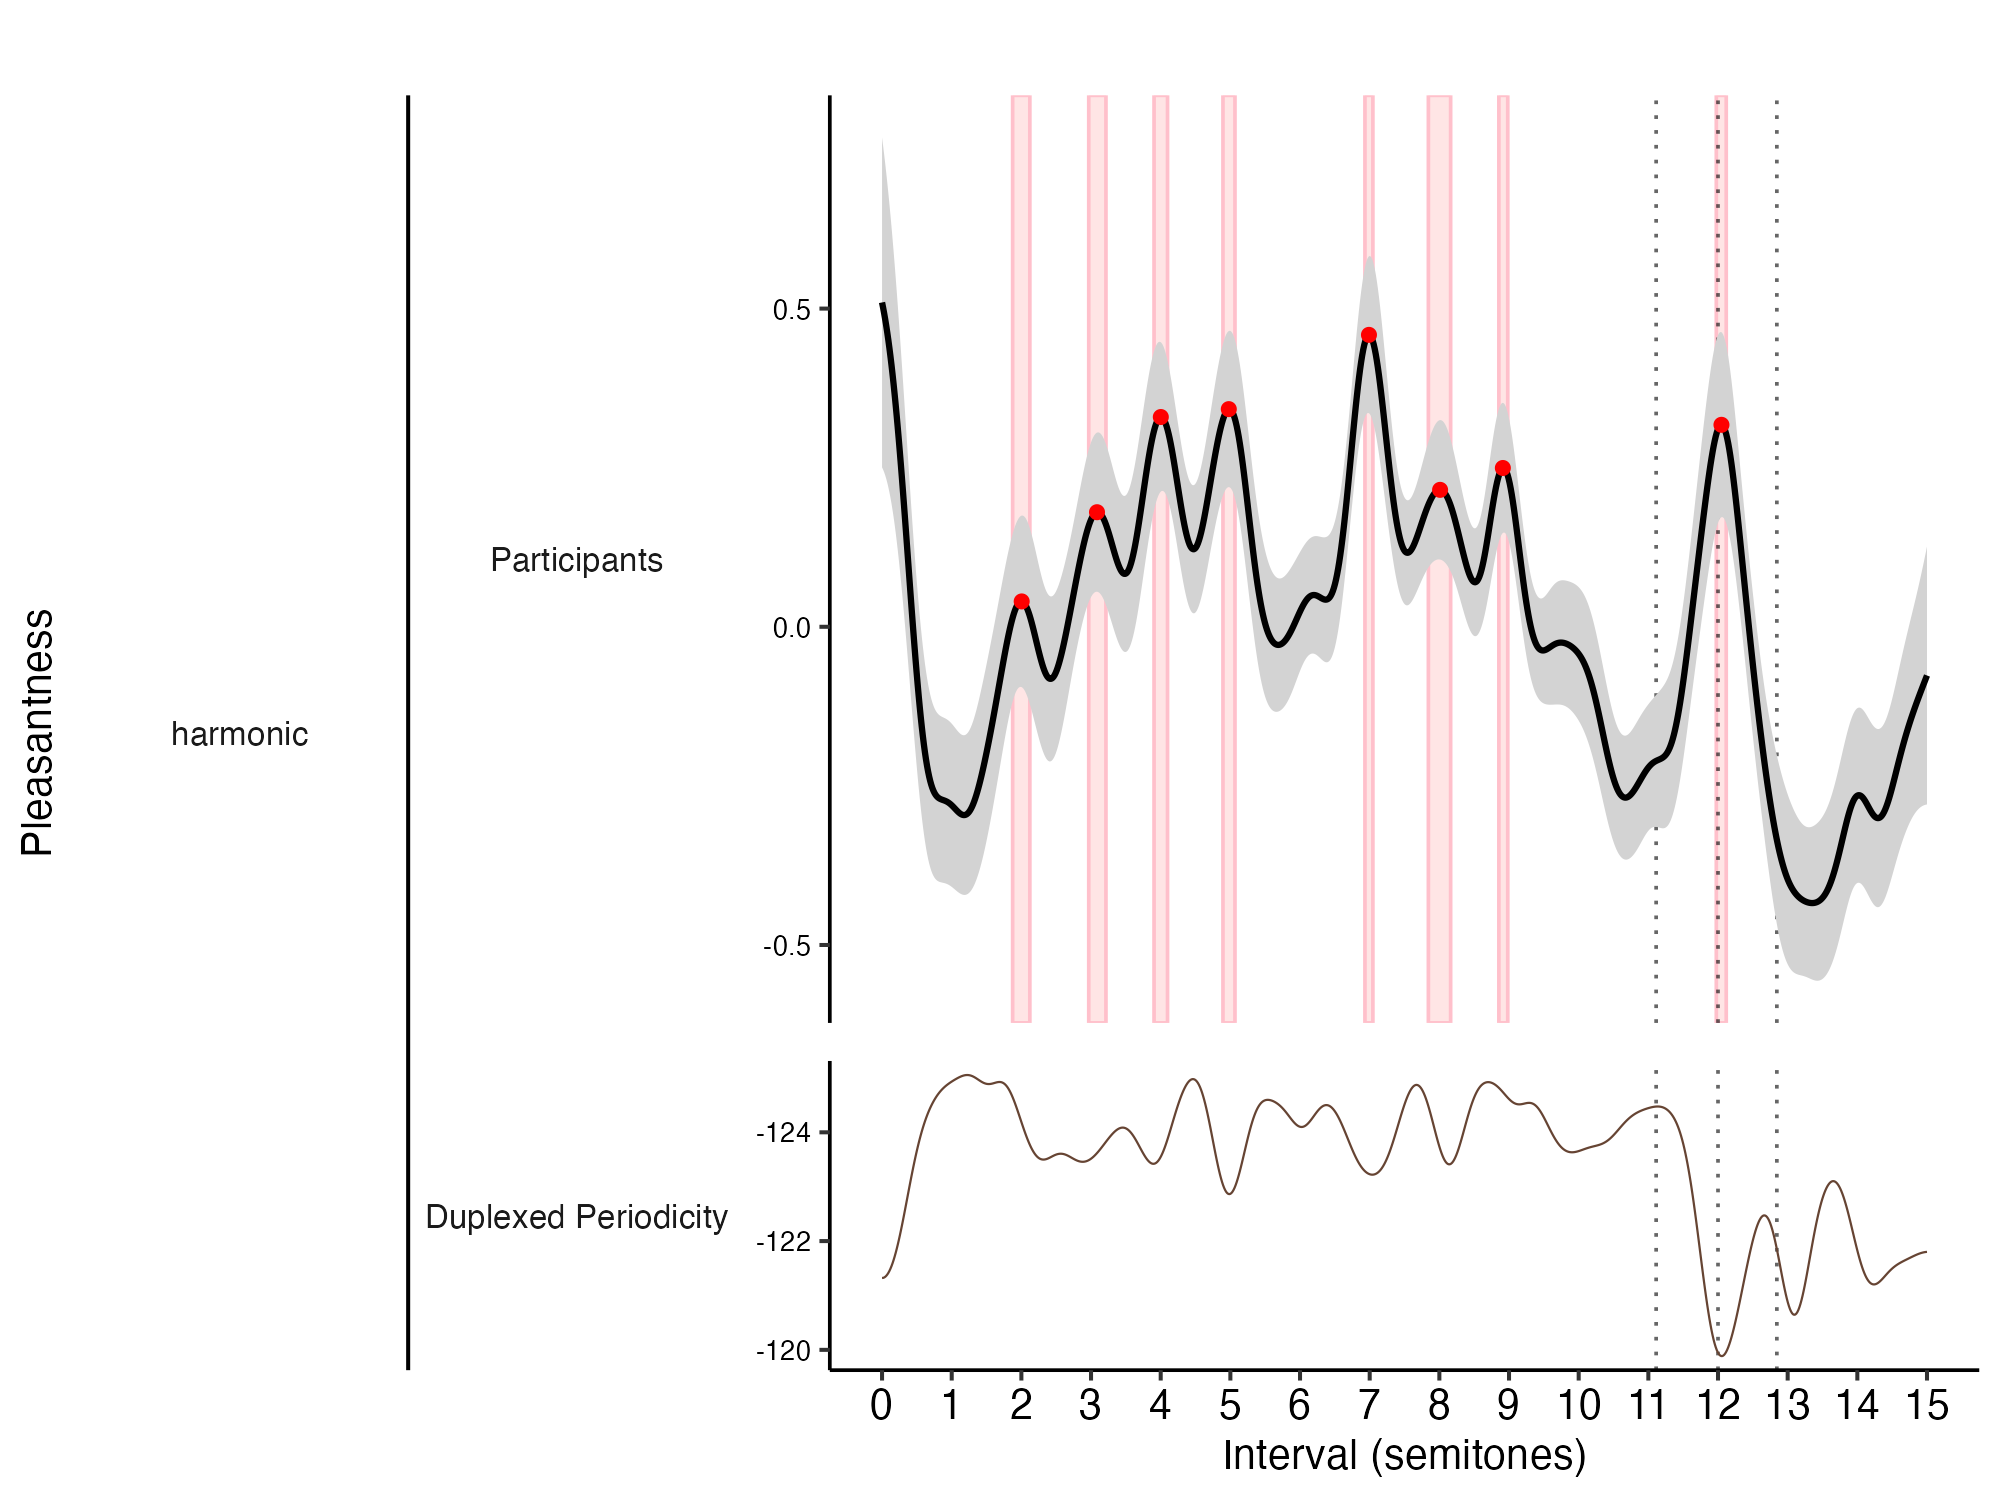 Pleasantness
harmonic
Participants
0.5
0.0
-0.5
Duplexed Periodicity
-124
-122
-120
0 1 2 3 4 5 6 7 8 9 10 11 12 13 14 15
Interval (semitones)